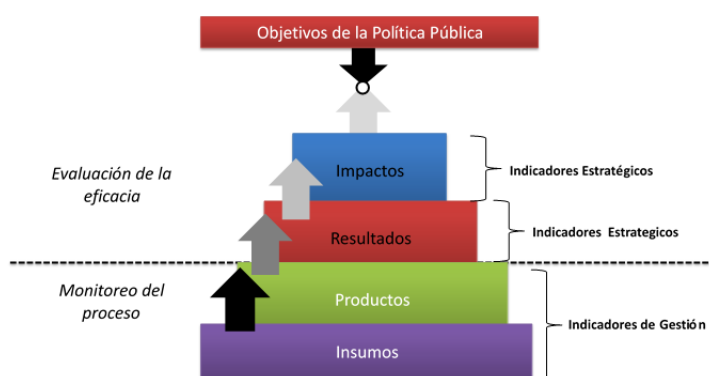 Objetivos de la Política Pública
Evaluación de la
eficacia
Impactos
Indicadores Estratégicos
Resultados
Indicadores Estrategicos
Monitoreo del
proceso
Productos
Indicadores de Gestión
Insumos